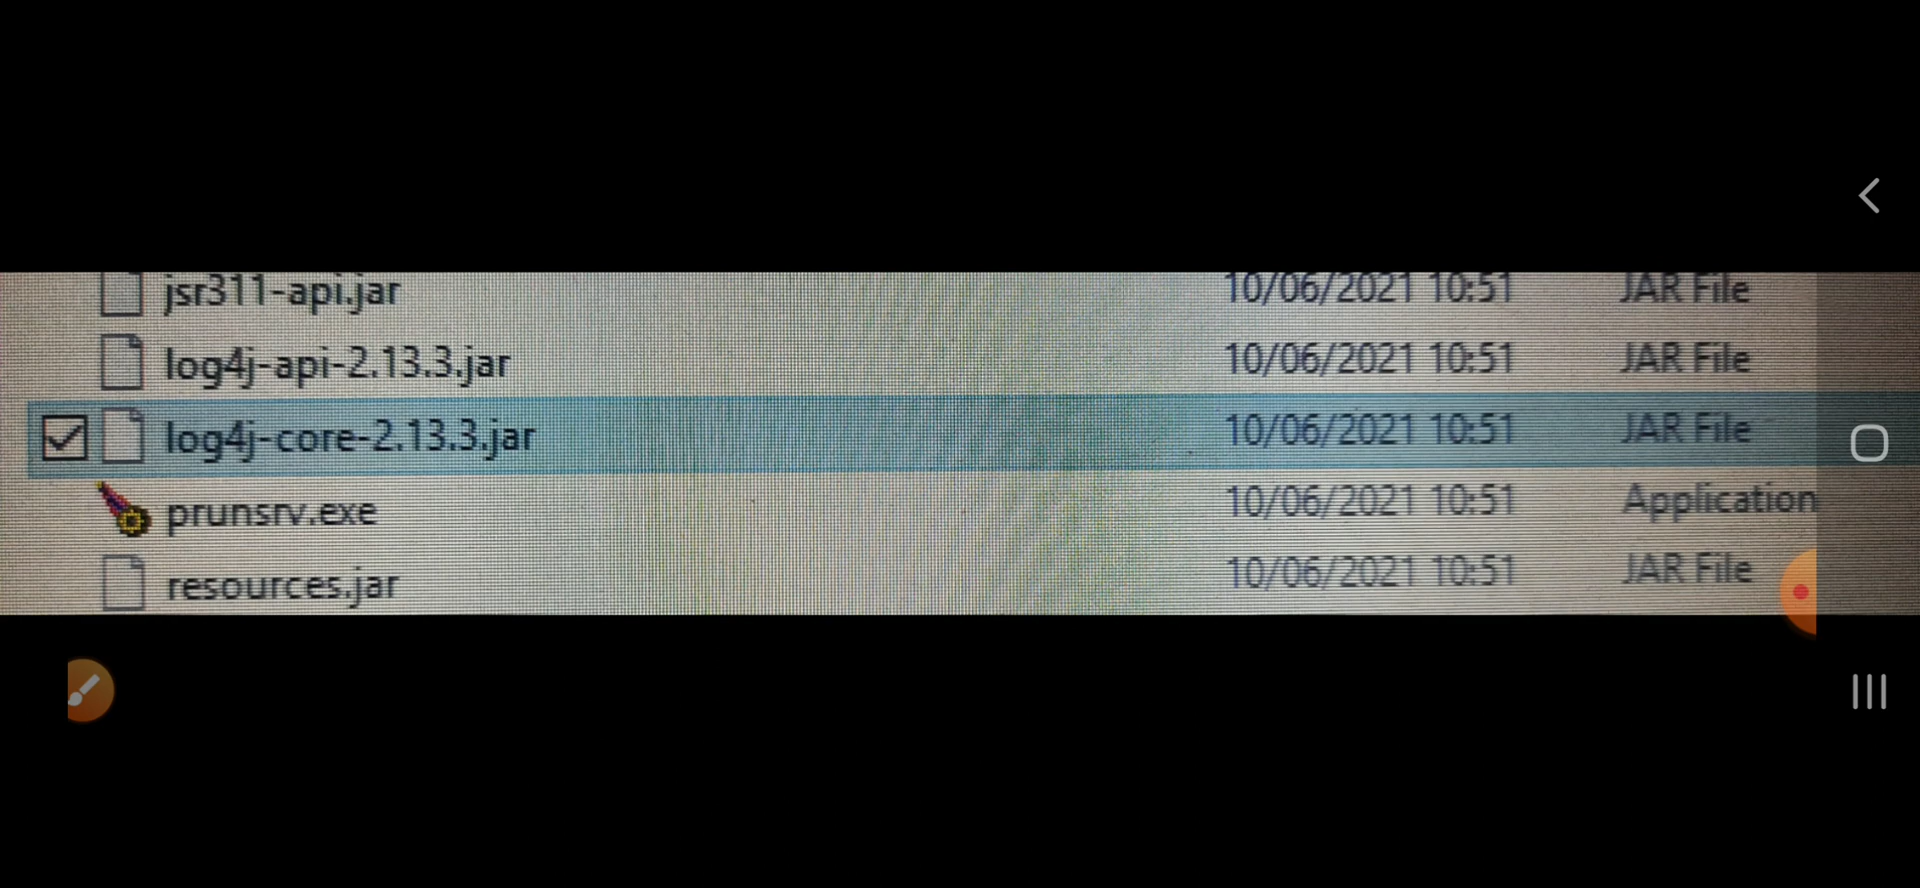 jsr311-api.jar 10/06/2021 10:51 JAR File
log4j-api-2.13.3.jar 10/06/2021 10:51 JAR File
log4j-core-2.13.3.jar 10/06/2021 10:51 JAR File
prunsrv.exe 10/06/2021 10:51 Application
resources.jar 10/06/2021 10:51 JAR File